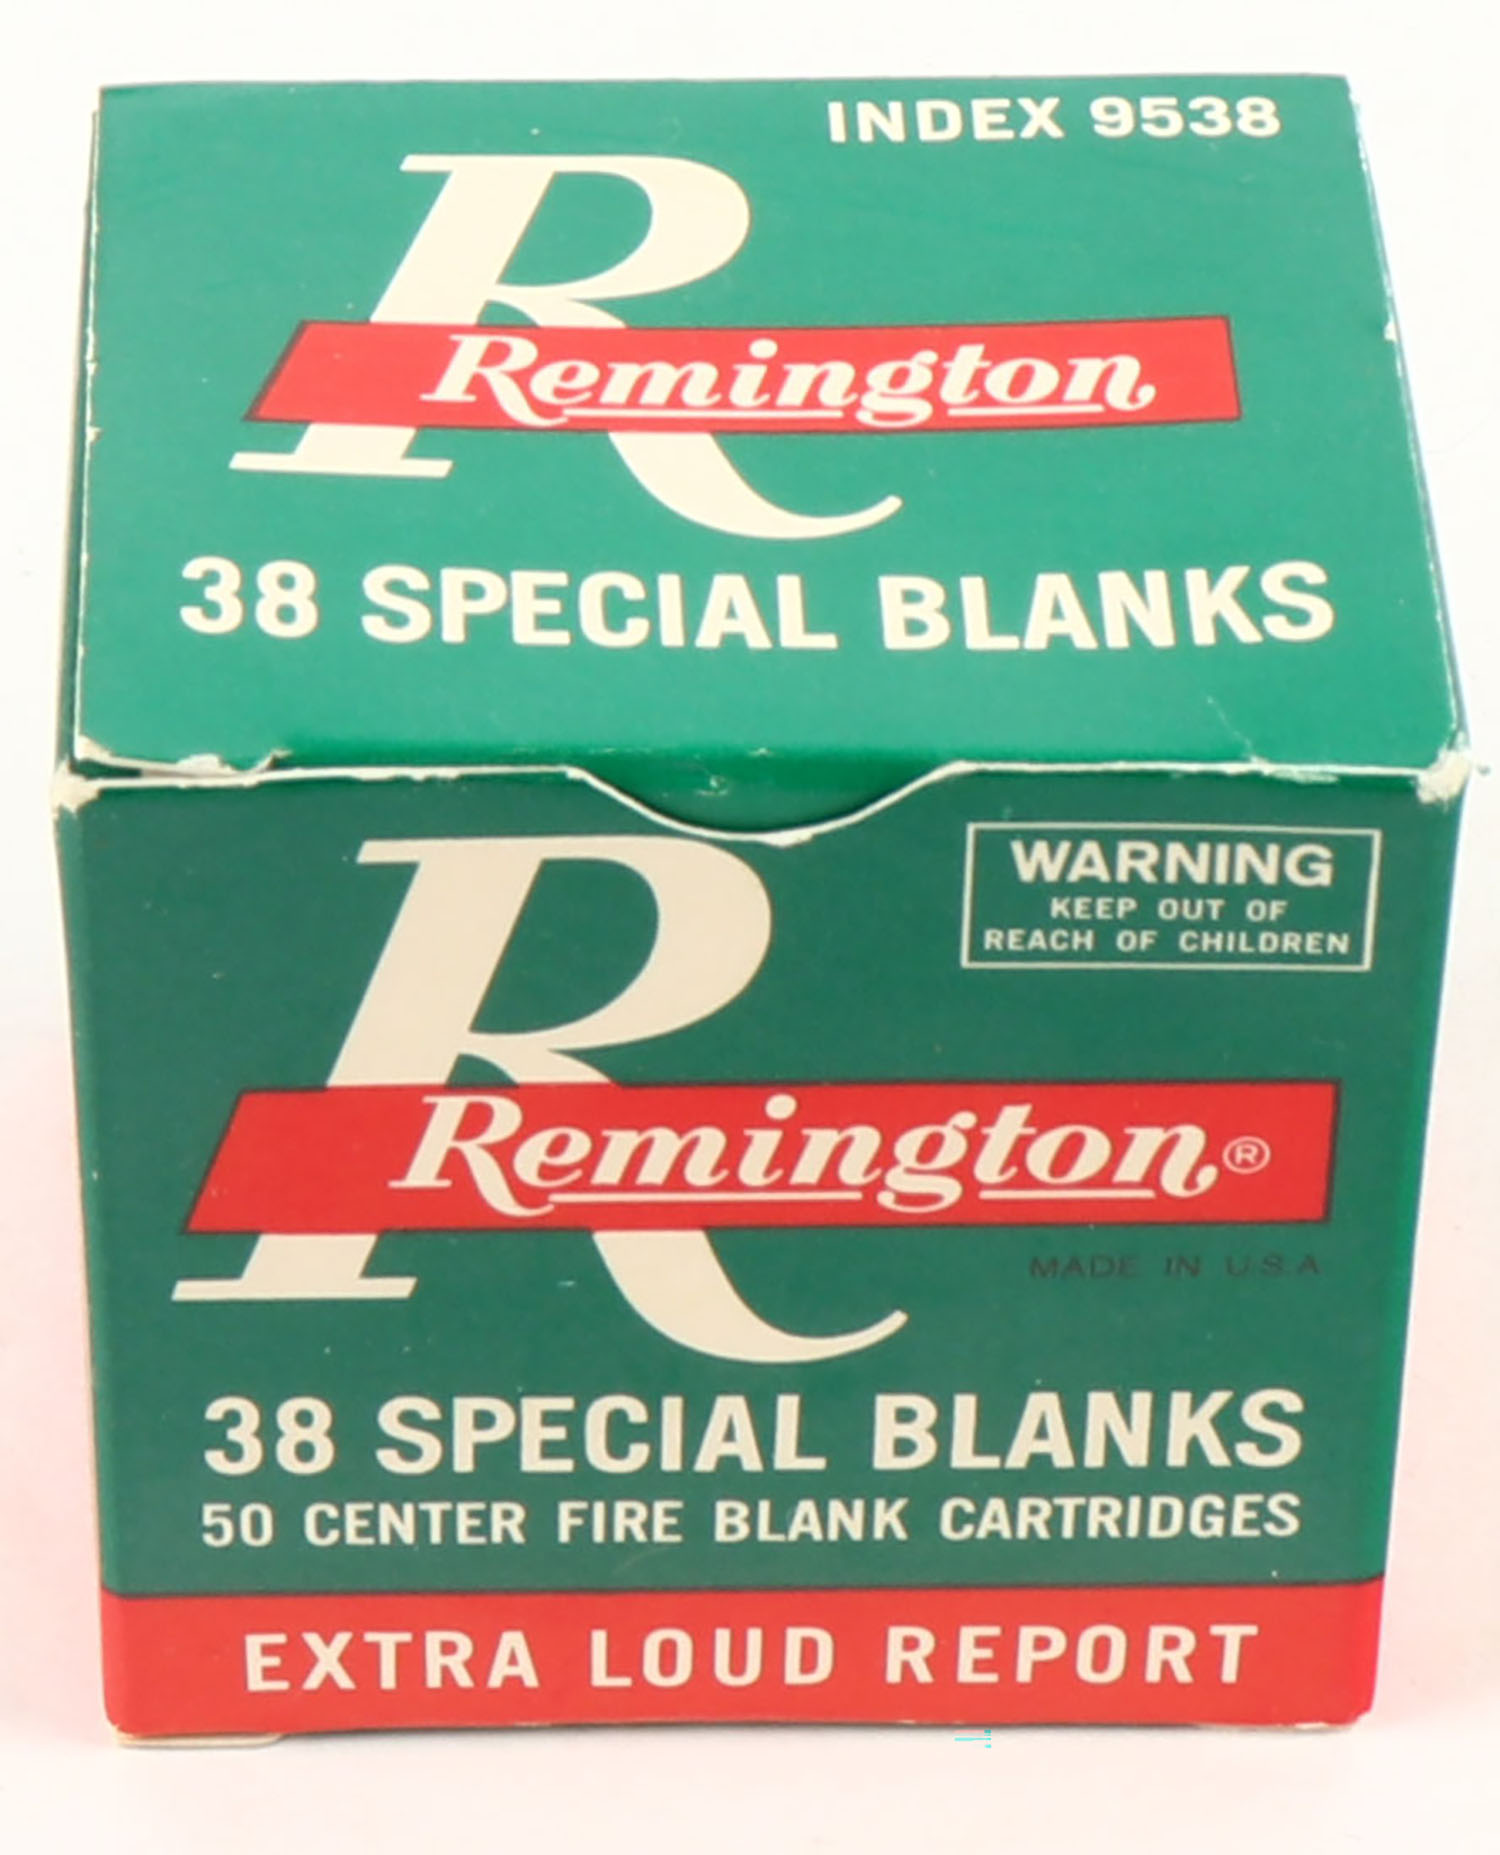 INDEX 9538
R
Remington
38 SPECIAL BLANKS
WARNING
KEEP OUT OF
REACH OF CHILDREN
R
Remington®
MADE IN U.S.A
38 SPECIAL BLANKS
50 CENTER FIRE BLANK CARTRIDGES
EXTRA LOUD REPORT